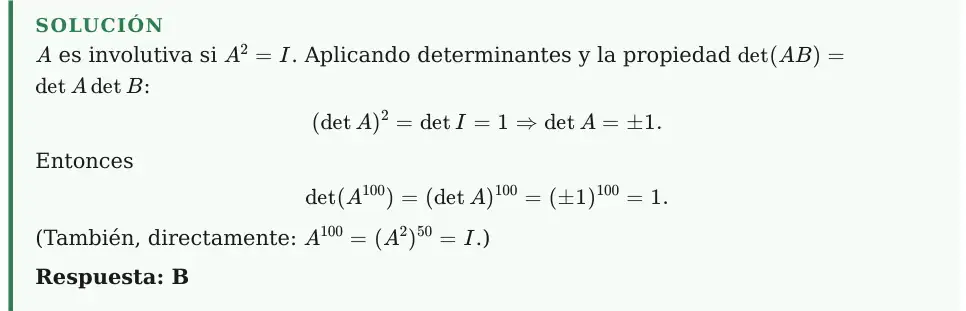 SOLUCIÓN
A es involutiva si A² = I. Aplicando determinantes y la propiedad det(AB) =
det A det B:
(det A)² = det I = 1 ⇒ det A = ±1.
Entonces
det(A¹⁰⁰) = (det A)¹⁰⁰ = (±1)¹⁰⁰ = 1.
(También, directamente: A¹⁰⁰ = (A²)⁵⁰ = I.)
Respuesta: B